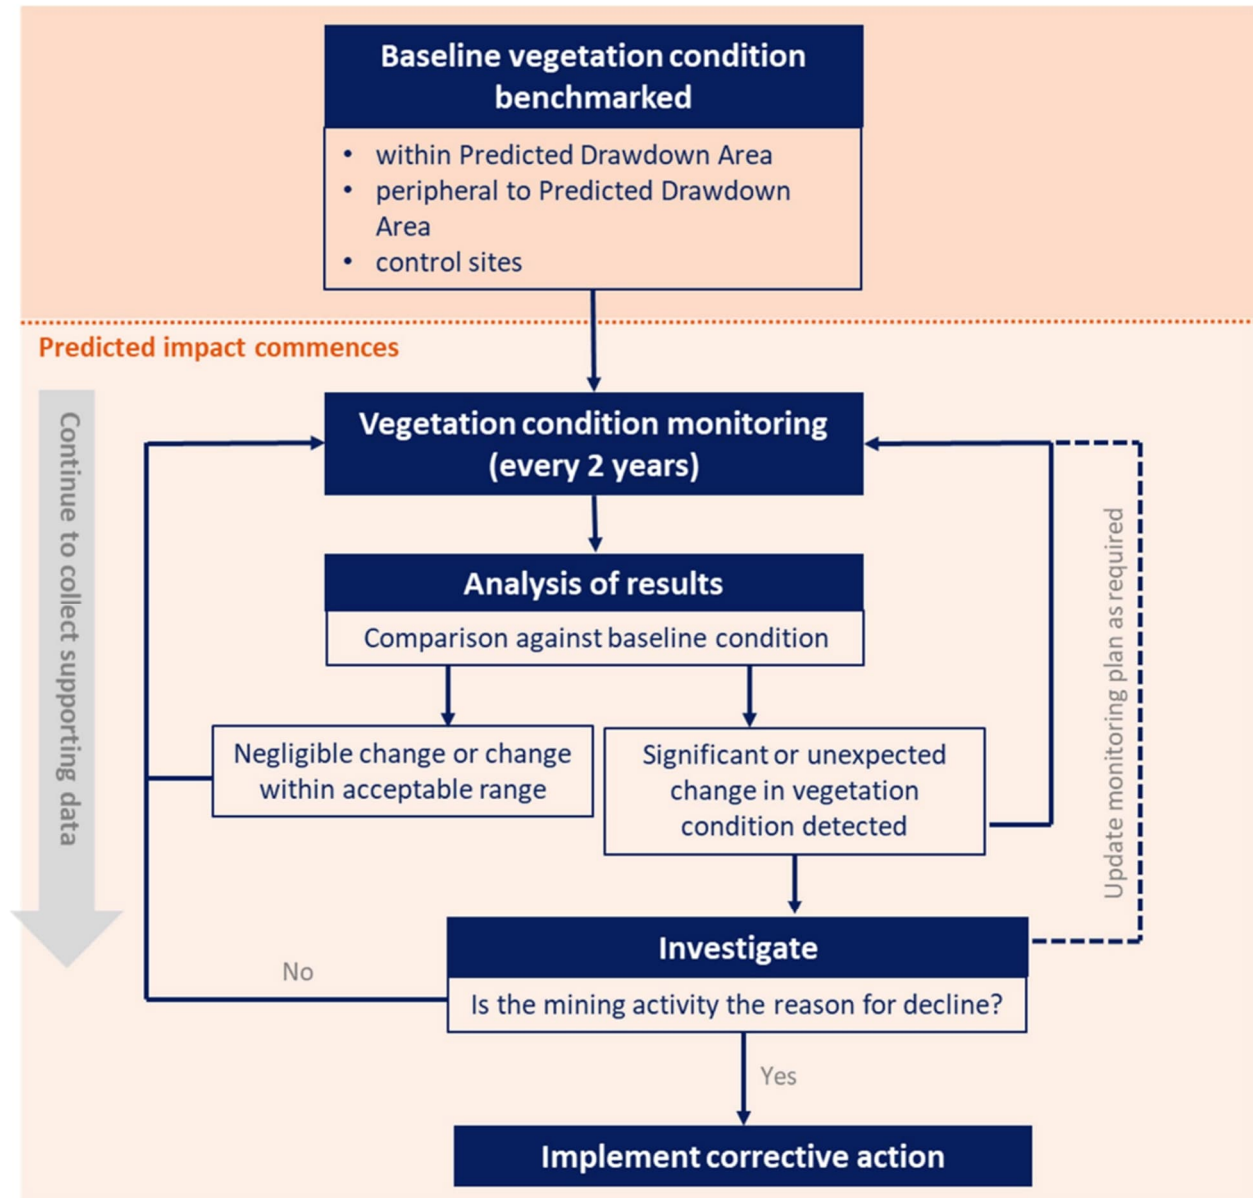 Baseline vegetation condition
benchmarked
• within Predicted Drawdown Area
• peripheral to Predicted Drawdown
Area
• control sites
Predicted impact commences
Continue to collect supporting data
Vegetation condition monitoring
(every 2 years)
Analysis of results
Comparison against baseline condition
Negligible change or change
within acceptable range
Significant or unexpected
change in vegetation
condition detected
Update monitoring plan as required
Investigate
Is the mining activity the reason for decline?
No
Yes
Implement corrective action